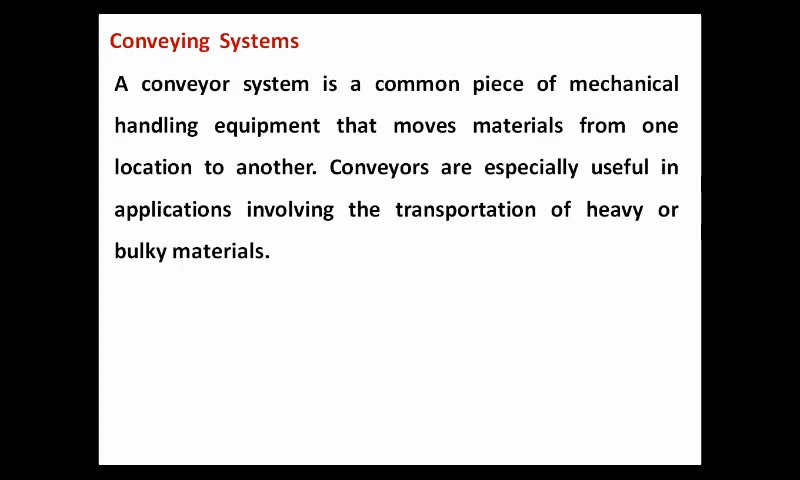 Conveying Systems
A conveyor system is a common piece of mechanical
handling equipment that moves materials from one
location to another. Conveyors are especially useful in
applications involving the transportation of heavy or
bulky materials.